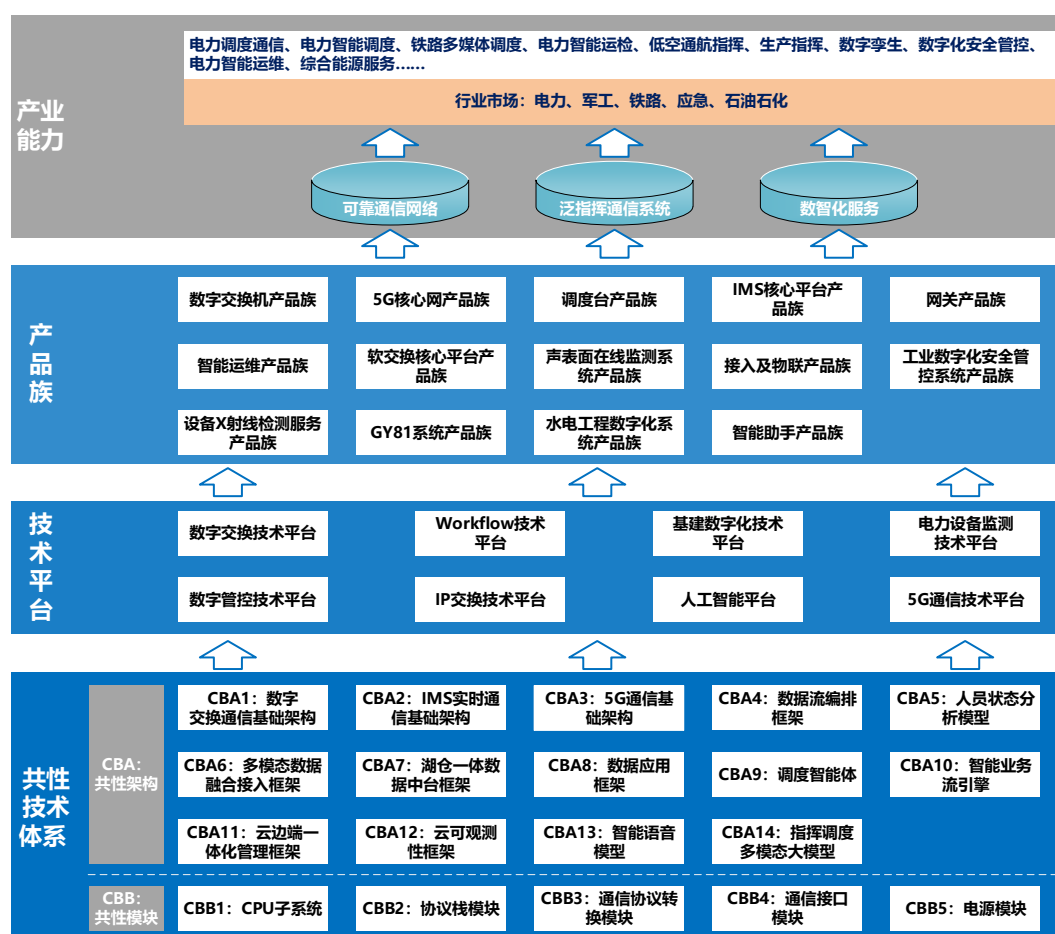 电力调度通信、电力智能调度、铁路多媒体调度、电力智能运检、低空通航指挥、生产指挥、数字孪生、数字化安全管控、
电力智能运维、综合能源服务……
行业市场：电力、军工、铁路、应急、石油石化
产业
能力
可靠通信网络
泛指挥通信系统
数智化服务
产
品
族
数字交换机产品族
5G核心网产品族
调度台产品族
IMS核心平台产
品族
网关产品族
智能运维产品族
软交换核心平台产
品族
声表面在线监测系
统产品族
接入及物联产品族
工业数字化安全管
控系统产品族
设备X射线检测服务
产品族
GY81系统产品族
水电工程数字化系
统产品族
智能助手产品族
技
术
平
台
数字交换技术平台
Workflow技术
平台
基建数字化技术
平台
电力设备监测
技术平台
数字管控技术平台
IP交换技术平台
人工智能平台
5G通信技术平台
共性
技术
体系
CBA：
共性架构
CBA1：数字
交换通信基础架构
CBA2：IMS实时通
信基础架构
CBA3：5G通信基
础架构
CBA4：数据流编排
框架
CBA5：人员状态分
析模型
CBA6：多模态数据
融合接入框架
CBA7：湖仓一体数
据中台框架
CBA8：数据应用
框架
CBA9：调度智能体
CBA10：智能业务
流引擎
CBA11：云边端一
体化管理框架
CBA12：云可观测
性框架
CBA13：智能语音
模型
CBA14：指挥调度
多模态大模型
CBB：
共性模块
CBB1：CPU子系统
CBB2：协议栈模块
CBB3：通信协议转
换模块
CBB4：通信接口
模块
CBB5：电源模块